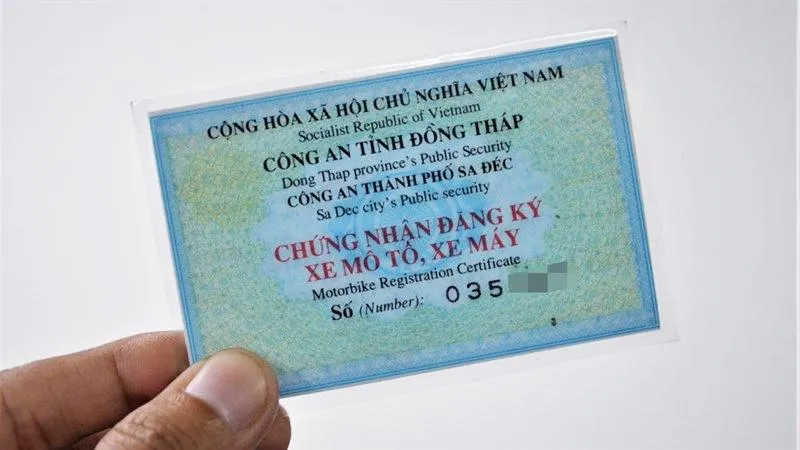 CỘNG HÒA XÃ HỘI CHỦ NGHĨA VIỆT NAM
Socialist Republic of Vietnam
CÔNG AN TỈNH ĐỒNG THÁP
Dong Thap province's Public Security
CÔNG AN THÀNH PHỐ SA ĐÉC
Sa Dec city's Public security
CHỨNG NHẬN ĐĂNG KÝ
XE MÔ TÔ, XE MÁY
Motorbike Registration Certificate
Số (Number): 035